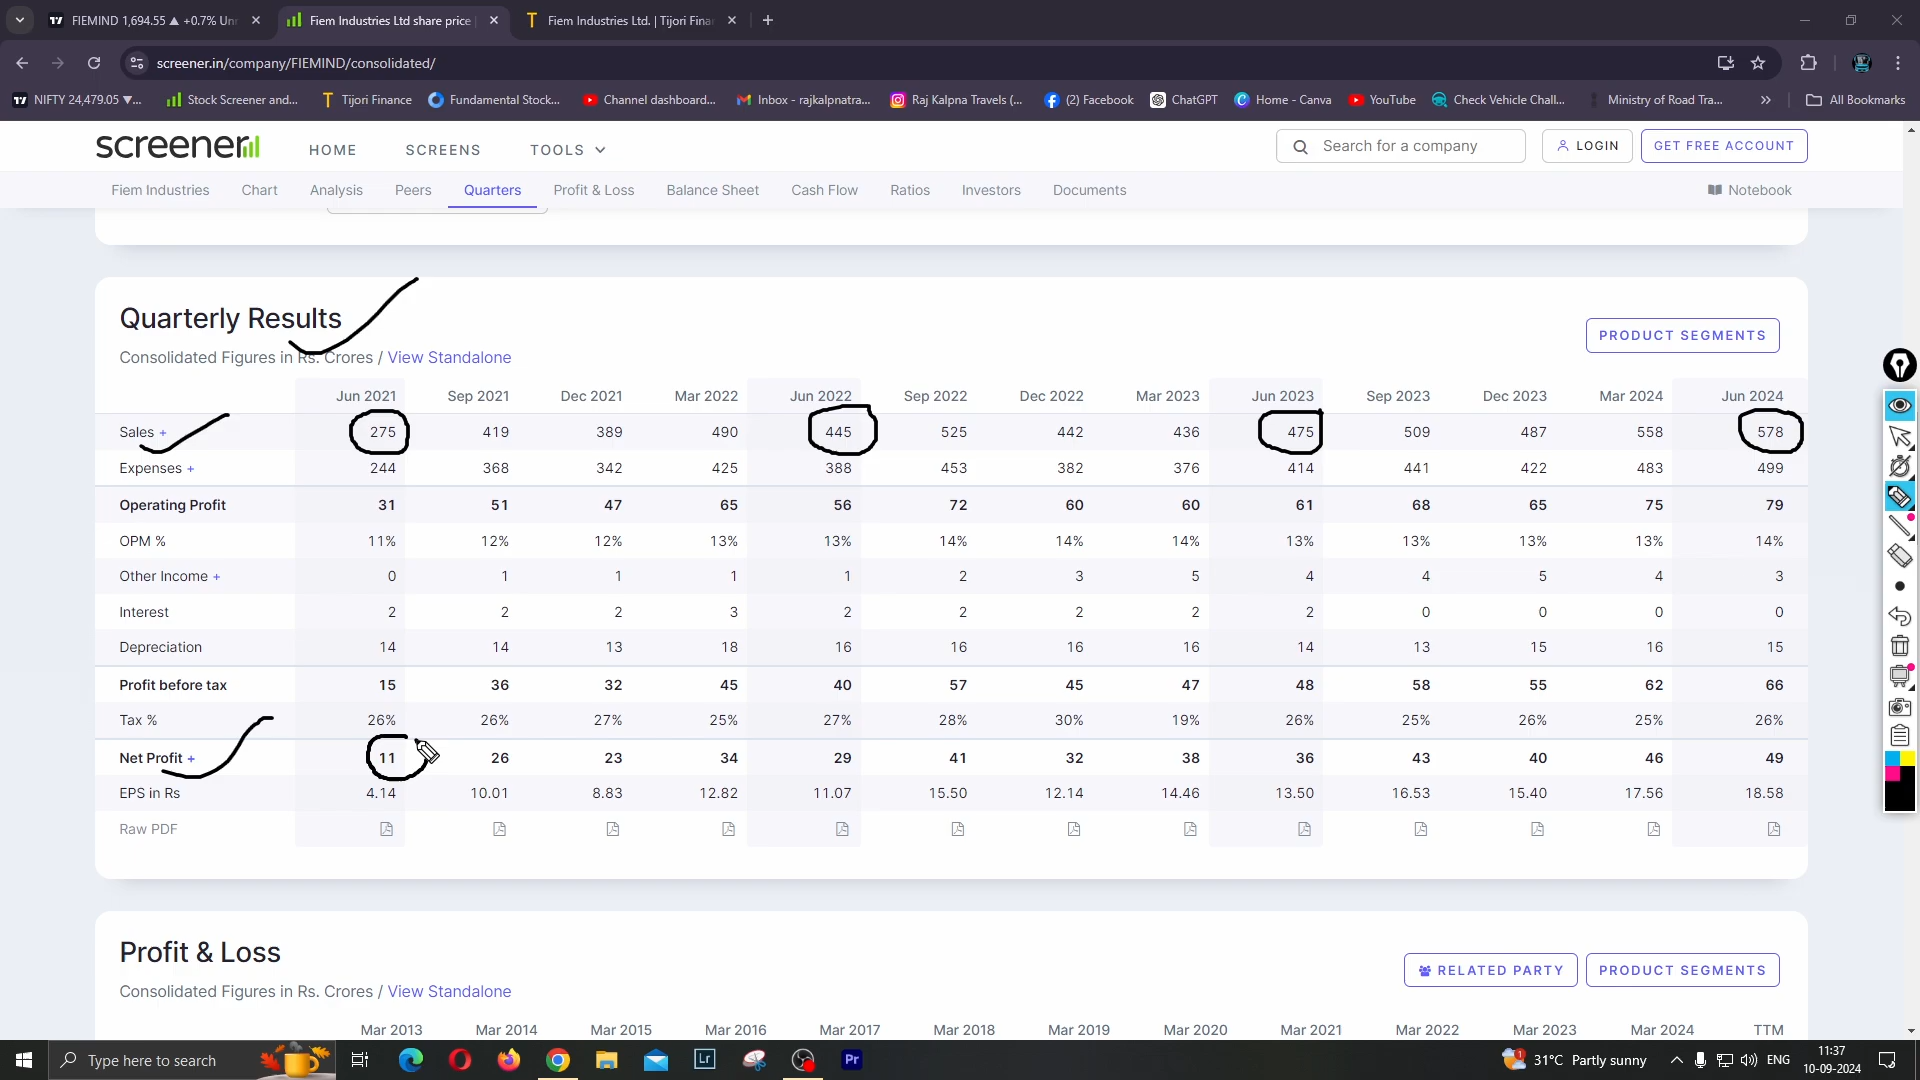 FIEMIND 1,694.55 ▲ +0.7% Un
Fiem Industries Ltd share price
Fiem Industries Ltd. | Tijori Fina
screener.in/company/FIEMIND/consolidated/
NIFTY 24,479.05 ▼... Stock Screener and... Tijori Finance Fundamental Stock... Channel dashboard... Inbox - rajkalpnatra... Raj Kalpna Travels (... (2) Facebook ChatGPT Home - Canva YouTube Check Vehicle Chall... Ministry of Road Tra... » All Bookmarks
screener HOME SCREENS TOOLS Search for a company LOGIN GET FREE ACCOUNT
Fiem Industries Chart Analysis Peers Quarters Profit & Loss Balance Sheet Cash Flow Ratios Investors Documents Notebook
Quarterly Results
PRODUCT SEGMENTS
Consolidated Figures in Rs. Crores / View Standalone
Jun 2021 Sep 2021 Dec 2021 Mar 2022 Jun 2022 Sep 2022 Dec 2022 Mar 2023 Jun 2023 Sep 2023 Dec 2023 Mar 2024 Jun 2024
Sales + 275 419 389 490 445 525 442 436 475 509 487 558 578
Expenses + 244 368 342 425 388 453 382 376 414 441 422 483 499
Operating Profit 31 51 47 65 56 72 60 60 61 68 65 75 79
OPM % 11% 12% 12% 13% 13% 14% 14% 14% 13% 13% 13% 13% 14%
Other Income + 0 1 1 1 1 2 3 5 4 4 5 4 3
Interest 2 2 2 3 2 2 2 2 2 0 0 0 0
Depreciation 14 14 13 18 16 16 16 16 14 13 15 16 15
Profit before tax 15 36 32 45 40 57 45 47 48 58 55 62 66
Tax % 26% 26% 27% 25% 27% 28% 30% 19% 26% 25% 26% 25% 26%
Net Profit + 11 26 23 34 29 41 32 38 36 43 40 46 49
EPS in Rs 4.14 10.01 8.83 12.82 11.07 15.50 12.14 14.46 13.50 16.53 15.40 17.56 18.58
Raw PDF
Profit & Loss
RELATED PARTY PRODUCT SEGMENTS
Consolidated Figures in Rs. Crores / View Standalone
Mar 2013 Mar 2014 Mar 2015 Mar 2016 Mar 2017 Mar 2018 Mar 2019 Mar 2020 Mar 2021 Mar 2022 Mar 2023 Mar 2024 TTM
Type here to search Lr Pr 1 31°C Partly sunny ENG 11:37
10-09-2024